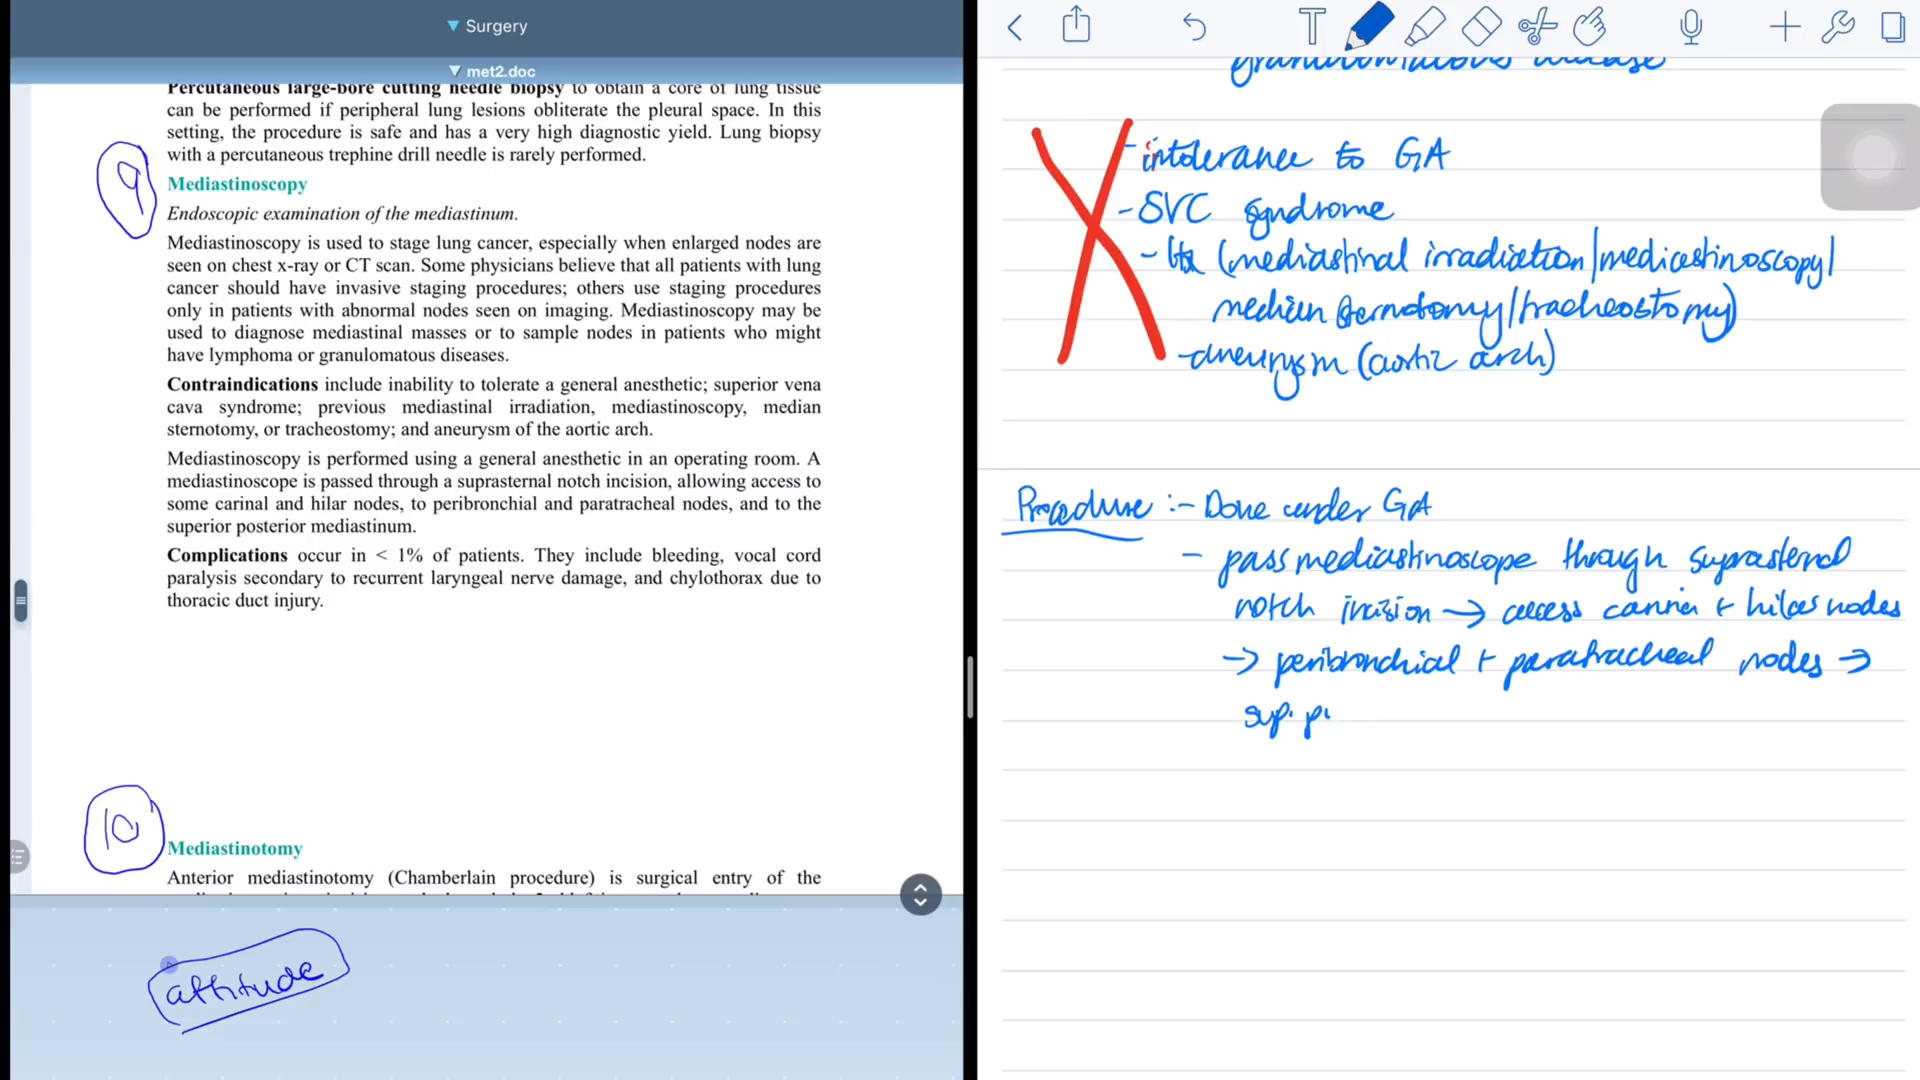 ▼ Surgery
▼ met2.doc
Percutaneous large-bore cutting needle biopsy to obtain a core of lung tissue
can be performed if peripheral lung lesions obliterate the pleural space. In this
setting, the procedure is safe and has a very high diagnostic yield. Lung biopsy
with a percutaneous trephine drill needle is rarely performed.
9
Mediastinoscopy
Endoscopic examination of the mediastinum.
Mediastinoscopy is used to stage lung cancer, especially when enlarged nodes are
seen on chest x-ray or CT scan. Some physicians believe that all patients with lung
cancer should have invasive staging procedures; others use staging procedures
only in patients with abnormal nodes seen on imaging. Mediastinoscopy may be
used to diagnose mediastinal masses or to sample nodes in patients who might
have lymphoma or granulomatous diseases.
Contraindications include inability to tolerate a general anesthetic; superior vena
cava syndrome; previous mediastinal irradiation, mediastinoscopy, median
sternotomy, or tracheostomy; and aneurysm of the aortic arch.
Mediastinoscopy is performed using a general anesthetic in an operating room. A
mediastinoscope is passed through a suprasternal notch incision, allowing access to
some carinal and hilar nodes, to peribronchial and paratracheal nodes, and to the
superior posterior mediastinum.
Complications occur in < 1% of patients. They include bleeding, vocal cord
paralysis secondary to recurrent laryngeal nerve damage, and chylothorax due to
thoracic duct injury.
10
Mediastinotomy
Anterior mediastinotomy (Chamberlain procedure) is surgical entry of the
attitude
granulomatous disease
- intolerance to GA
- SVC syndrome
- Hx (mediastinal irradiation/mediastinoscopy/
median sternotomy/tracheostomy)
- aneurysm (aortic arch)
Procedure :- Done under GA
- pass mediastinoscope through suprasternal
notch incision → access + hilar nodes
→ peribronchial + paratracheal nodes →
sup. p